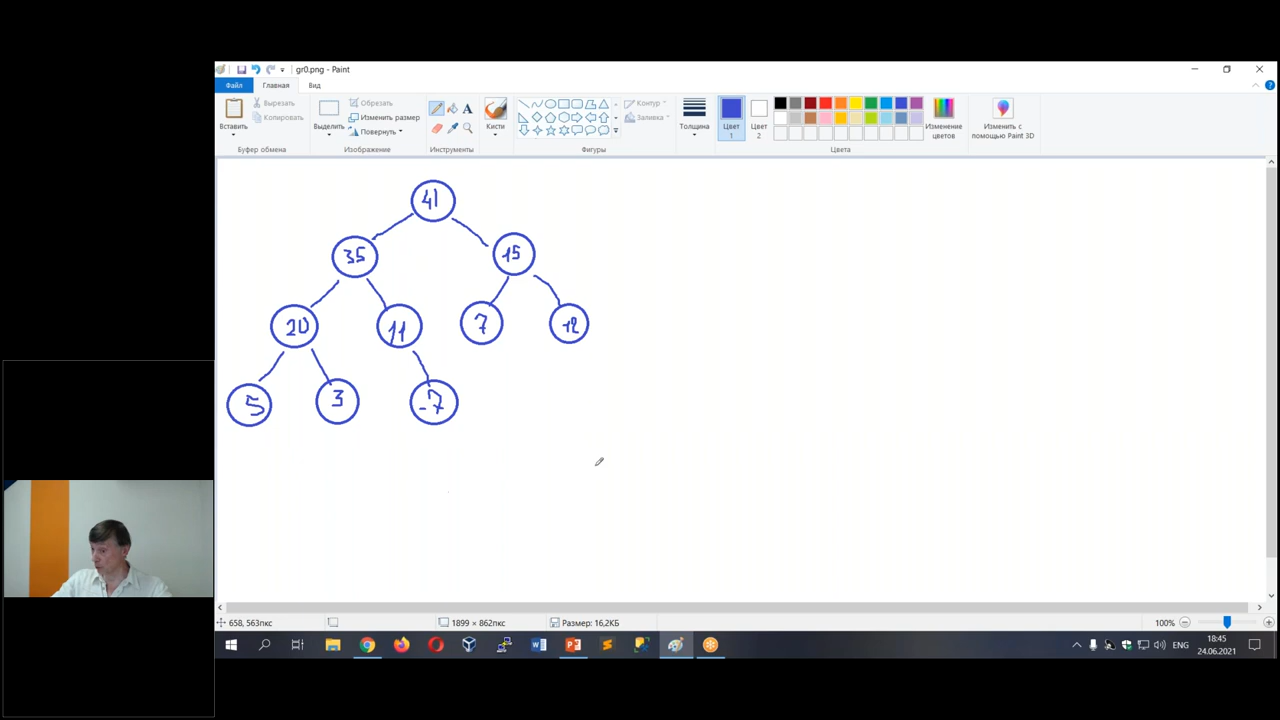 gr0.png - Paint
Файл Главная Вид
Вставить
Вырезать
Копировать
Буфер обмена
Выделить
Обрезать
Изменить размер
Повернуть
Изображение
Инструменты
Кисти
Фигуры
Контур
Заливка
Толщина
Цвет 1
Цвет 2
Изменение цветов
Цвета
Изменить с помощью Paint 3D
41
35 15
20 11 7 12
5 3 -7
658, 563пкс 1899 × 862пкс Размер: 16,2КБ 100%
ENG 18:45
24.06.2021